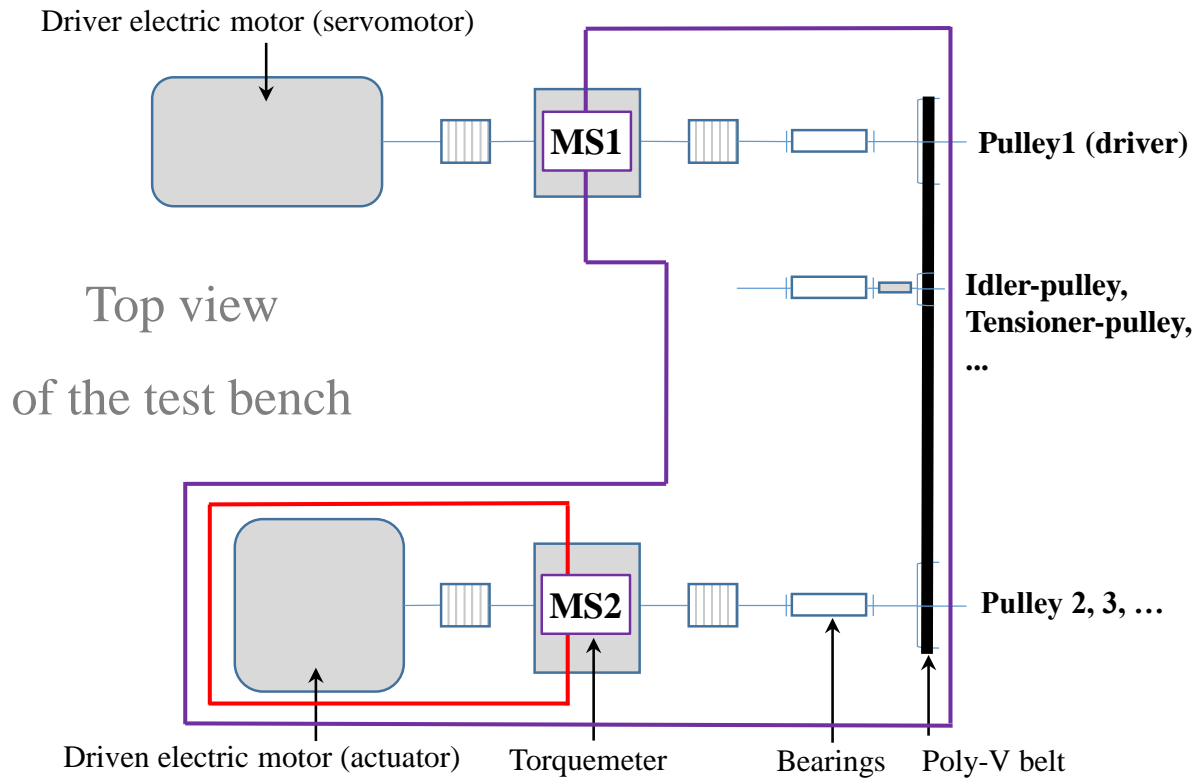 Driver electric motor (servomotor)
MS1
Pulley1 (driver)
Top view
of the test bench
Idler-pulley,
Tensioner-pulley,
...
MS2
Pulley 2, 3, …
Driven electric motor (actuator)
Torquemeter
Bearings
Poly-V belt